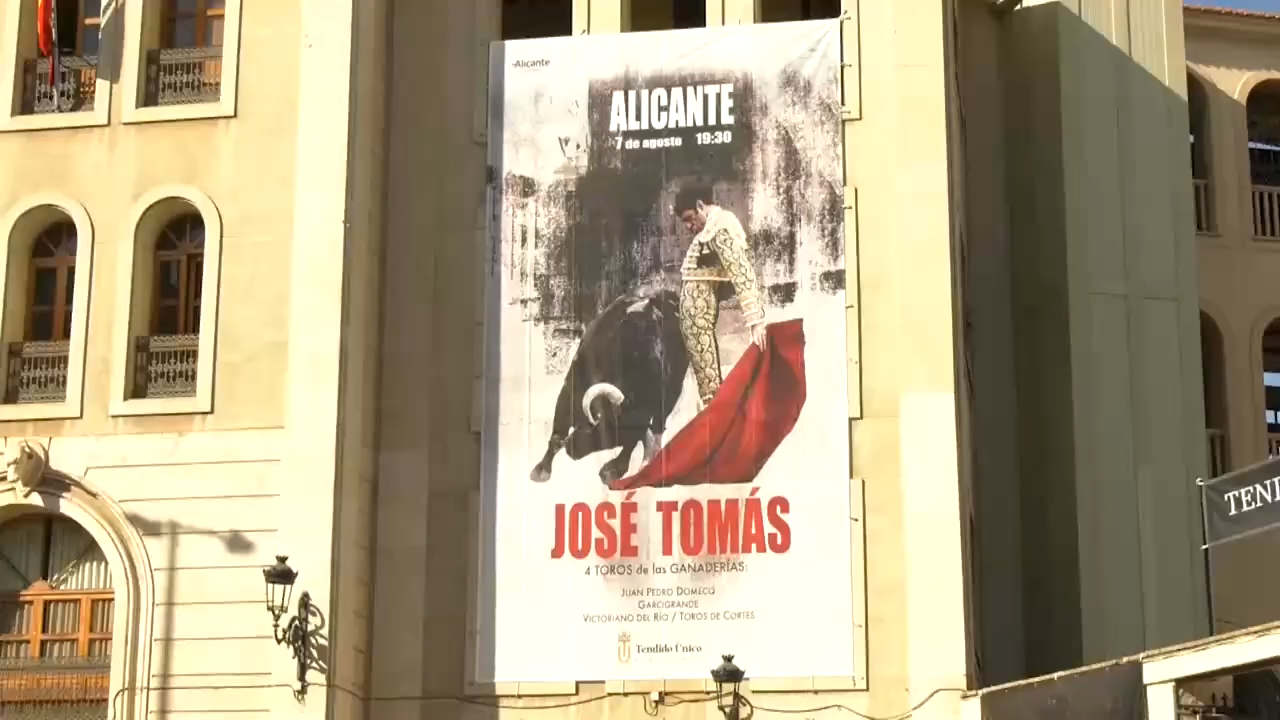 Alicante
ALICANTE
7 de agosto 19:30
JOSÉ TOMÁS
4 TOROS de las GANADERÍAS:
JUAN PEDRO DOMECQ
GARCIGRANDE
VICTORIANO DEL RÍO / TOROS DE CORTÉS
Tendido Único
TEND